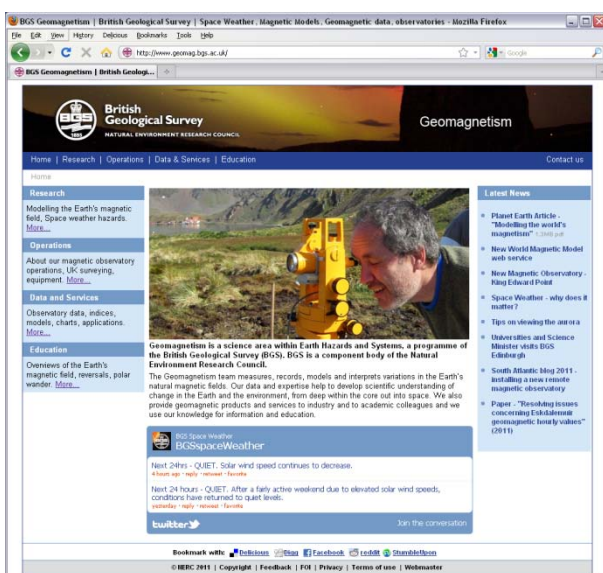 BGS Geomagnetism | British Geological Survey | Space Weather, Magnetic Models, Geomagnetic data, observatories - Mozilla Firefox
File Edit View History Delicious Bookmarks Tools Help
http://www.geomag.bgs.ac.uk/
Google
BGS Geomagnetism | British Geologi...
BGS
1835
British
Geological Survey
NATURAL ENVIRONMENT RESEARCH COUNCIL
Geomagnetism
Home | Research | Operations | Data & Services | Education
Contact us
Home
Research
Modelling the Earth's magnetic
field, Space weather hazards.
More...
Operations
About our magnetic observatory
operations, UK surveying,
equipment. More...
Data and Services
Observatory data, indices,
models, charts, applications.
More...
Education
Overviews of the Earth's
magnetic field, reversals, polar
wander. More...
Geomagnetism is a science area within Earth Hazards and Systems, a programme of
the British Geological Survey (BGS). BGS is a component body of the Natural
Environment Research Council.
The Geomagnetism team measures, records, models and interprets variations in the Earth's
natural magnetic fields. Our data and expertise help to develop scientific understanding of
change in the Earth and the environment, from deep within the core out into space. We also
provide geomagnetic products and services to industry and to academic colleagues and we
use our knowledge for information and education.
BGS Space Weather
BGSspaceWeather
Next 24hrs - QUIET. Solar wind speed continues to decrease.
4 hours ago · reply · retweet · favorite
Next 24 hours - QUIET. After a fairly active weekend due to elevated solar wind speeds,
conditions have returned to quiet levels.
yesterday · reply · retweet · favorite
twitter
Join the conversation
Latest News
Planet Earth Article -
"Modelling the world's
magnetism" 1.2MB pdf
New World Magnetic Model
web service
New Magnetic Observatory -
King Edward Point
Space Weather - why does it
matter?
Tips on viewing the aurora
Universities and Science
Minister visits BGS
Edinburgh
South Atlantic blog 2011 -
installing a new remote
magnetic observatory
Paper - "Resolving issues
concerning Eskdalemuir
geomagnetic hourly values"
(2011)
Bookmark with: Delicious Digg Facebook reddit StumbleUpon
© NERC 2011 | Copyright | Feedback | FOI | Privacy | Terms of use | Webmaster